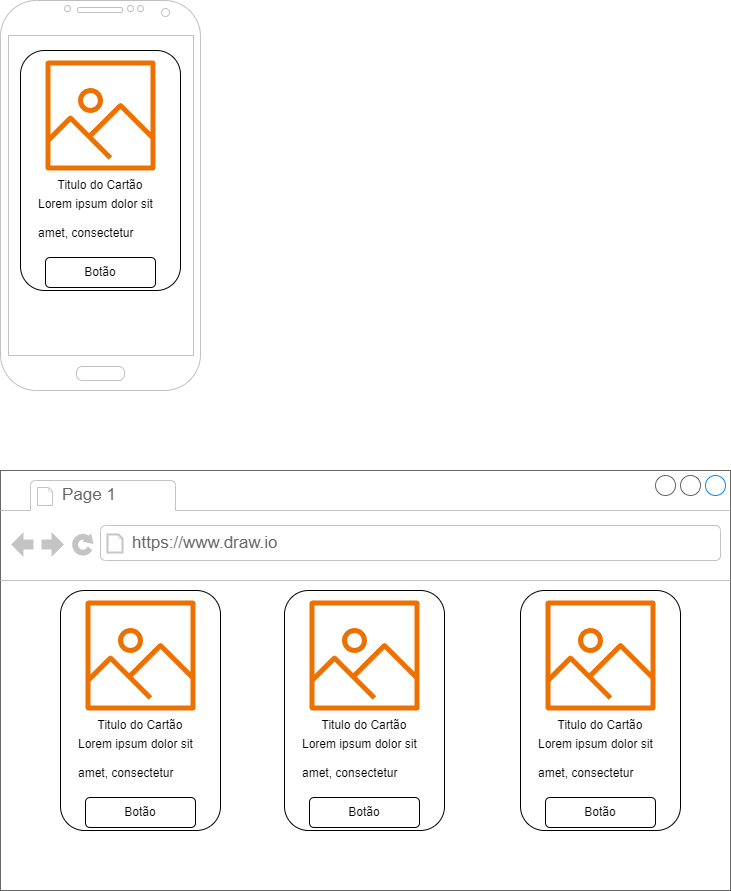 Titulo do Cartão
Lorem ipsum dolor sit
amet, consectetur
Botão
Page 1
https://www.draw.io
Titulo do Cartão
Lorem ipsum dolor sit
amet, consectetur
Botão
Titulo do Cartão
Lorem ipsum dolor sit
amet, consectetur
Botão
Titulo do Cartão
Lorem ipsum dolor sit
amet, consectetur
Botão